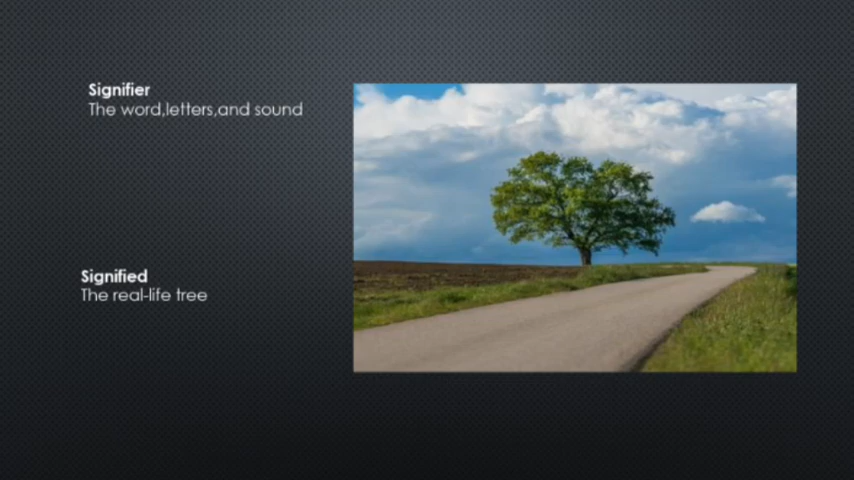 Signifier
The word,letters,and sound
Signified
The real-life tree